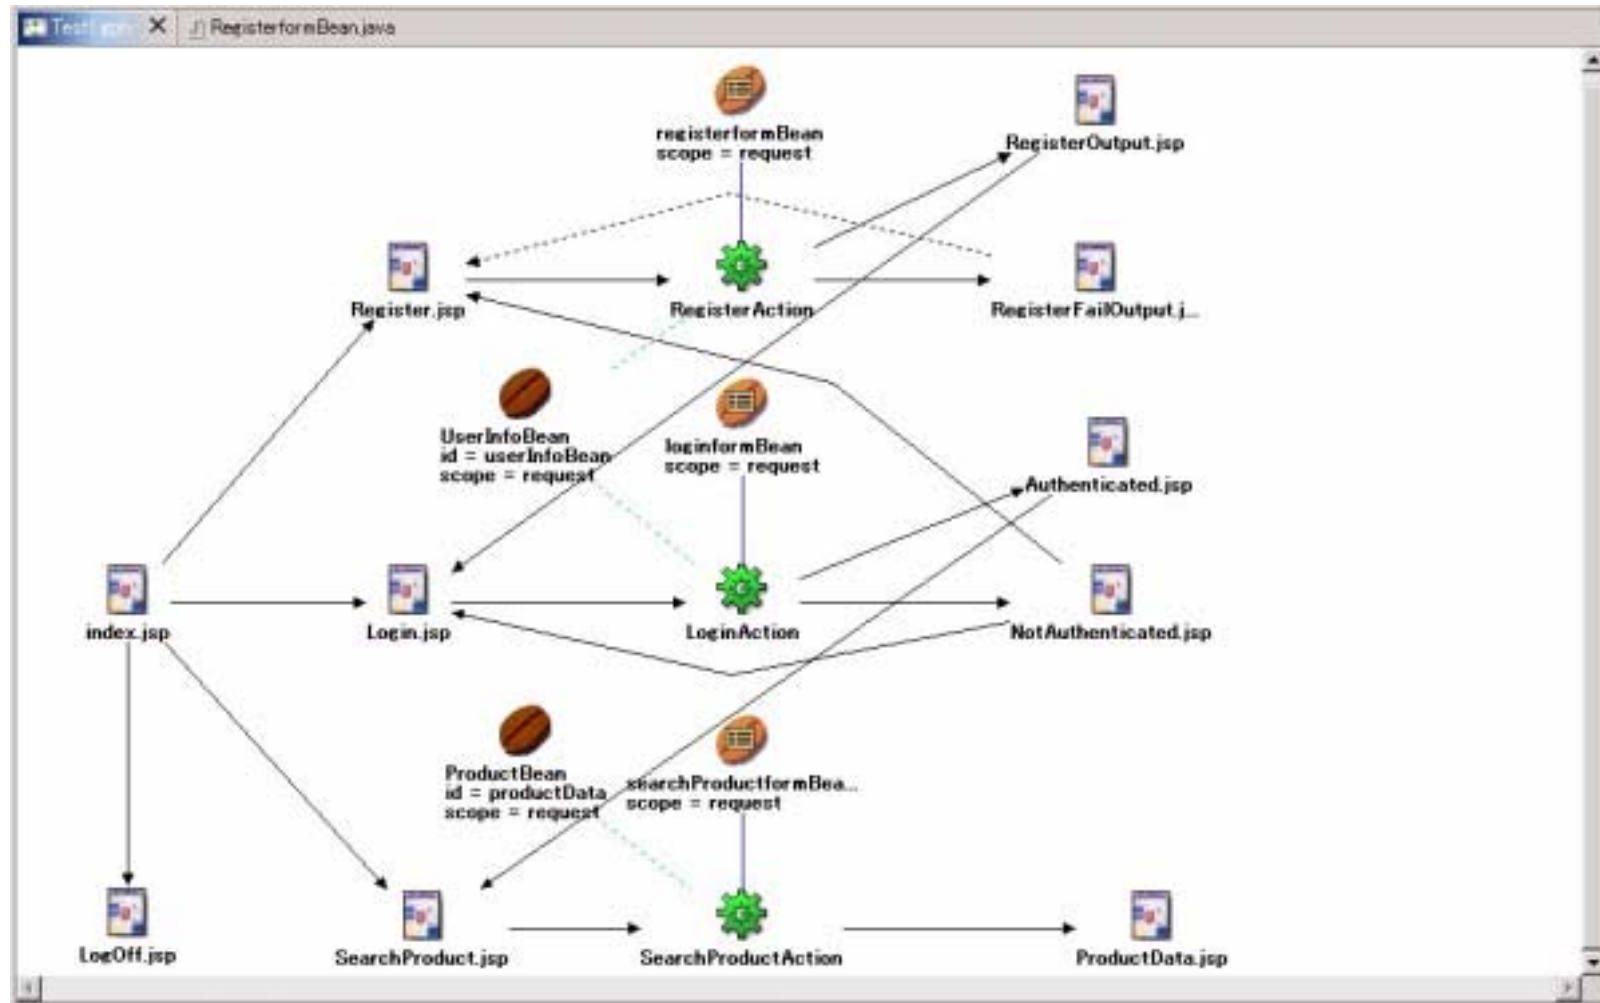 RegisterformBean.java
registerformBean
scope = request
RegisterOutput.jsp
Register.jsp
RegisterAction
RegisterFailOutput.j...
UserInfoBean
id = userInfoBean
scope = request
loginformBean
scope = request
Authenticated.jsp
index.jsp
Login.jsp
LoginAction
NotAuthenticated.jsp
ProductBean
id = productData
scope = request
searchProductformBea...
scope = request
LogOff.jsp
SearchProduct.jsp
SearchProductAction
ProductData.jsp